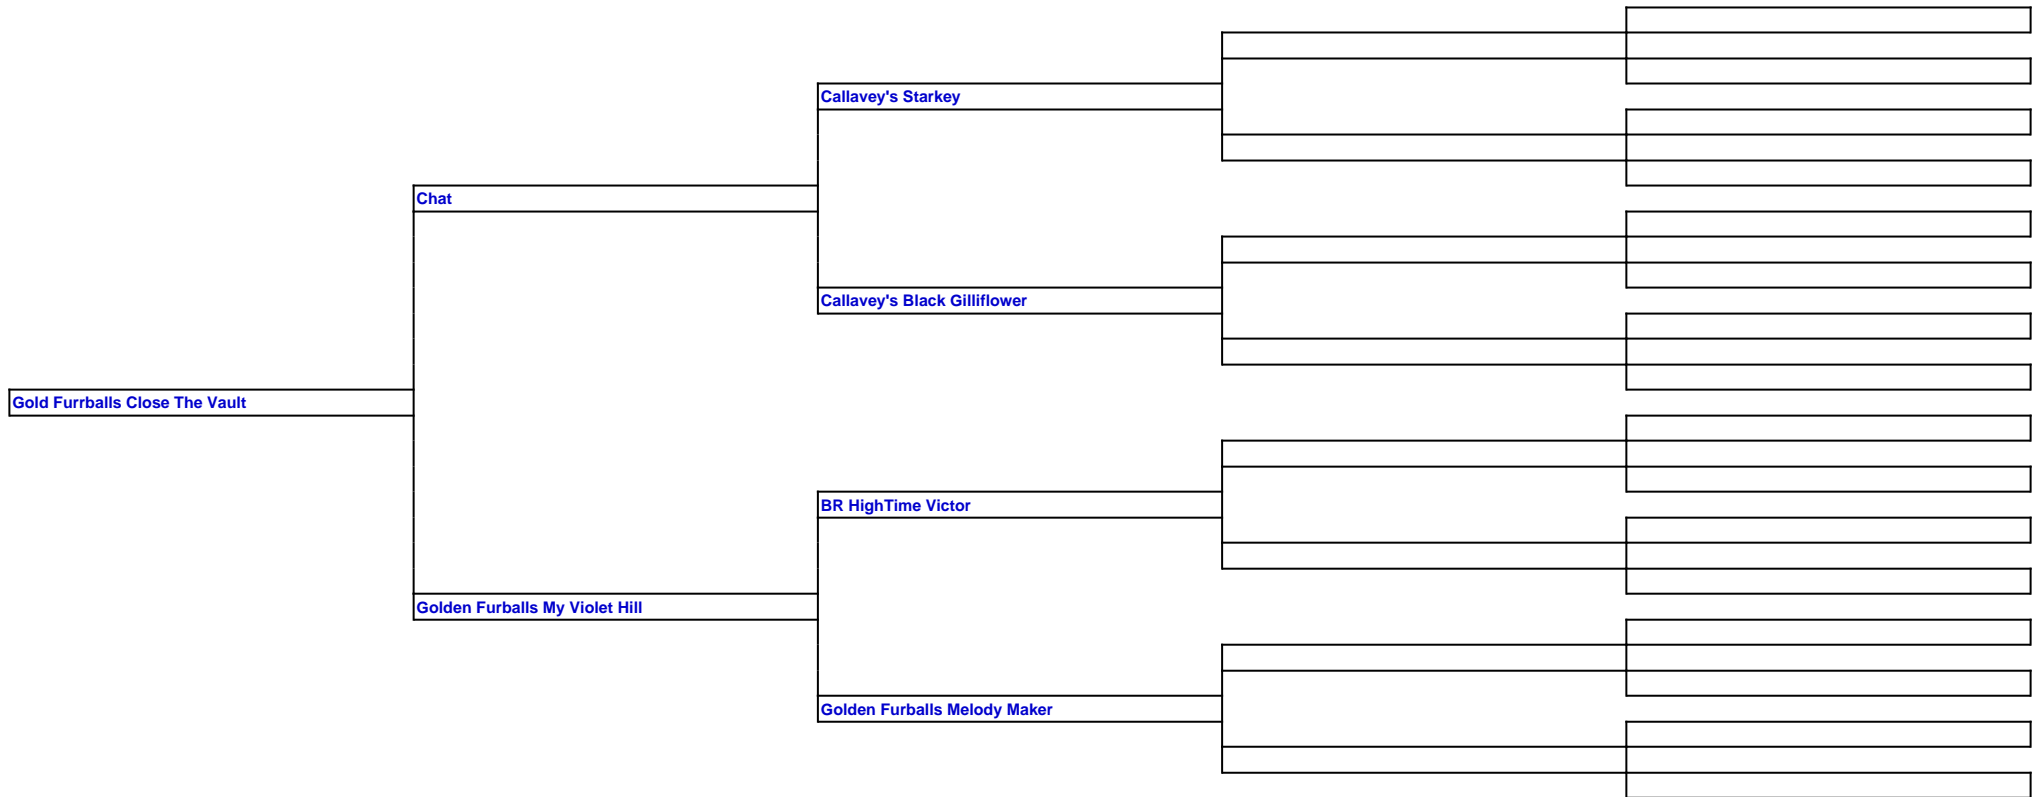 Callavey's Starkey
Chat
Callavey's Black Gilliflower
Gold Furrballs Close The Vault
BR HighTime Victor
Golden Furballs My Violet Hill
Golden Furballs Melody Maker